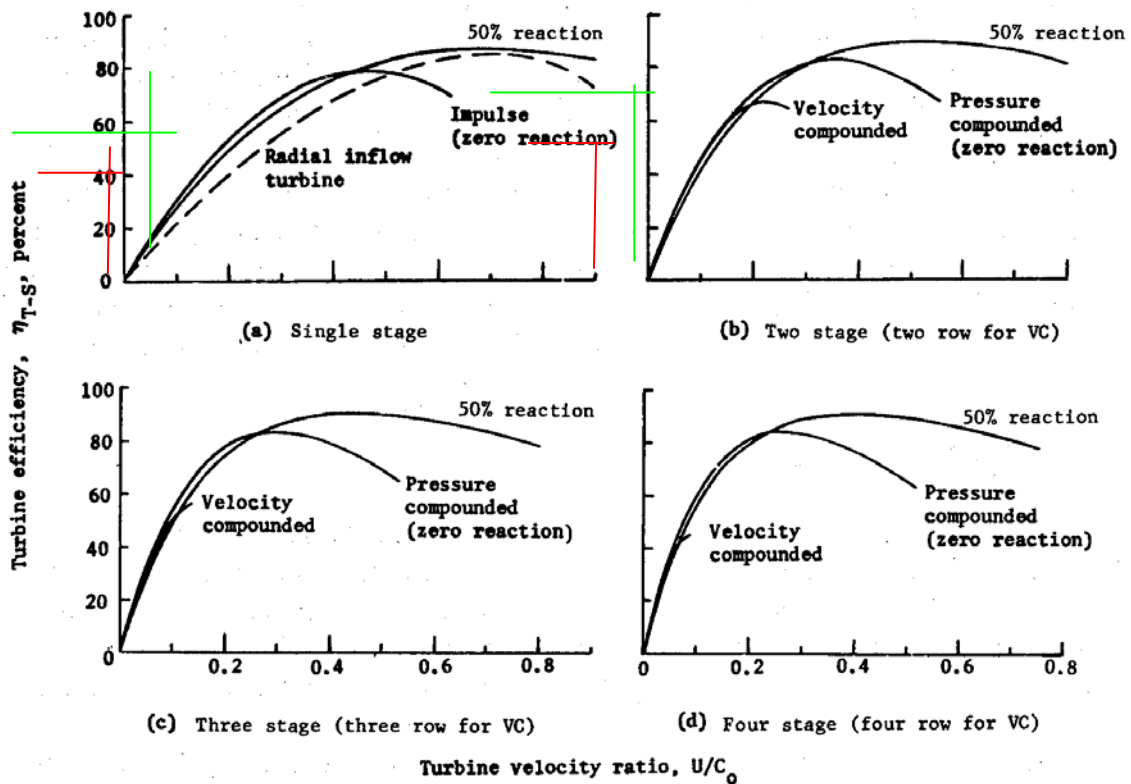 100
80
60
40
20
0
50% reaction
Impulse
(zero reaction)
Radial inflow
turbine
(a) Single stage
50% reaction
Velocity
compounded
Pressure
compounded
(zero reaction)
(b) Two stage (two row for VC)
Turbine efficiency, ηT-S, percent
100
80
60
40
20
0
0.2
0.4
0.6
0.8
50% reaction
Velocity
compounded
Pressure
compounded
(zero reaction)
(c) Three stage (three row for VC)
0
0.2
0.4
0.6
0.8
50% reaction
Pressure
compounded
(zero reaction)
Velocity
compounded
(d) Four stage (four row for VC)
Turbine velocity ratio, U/Co